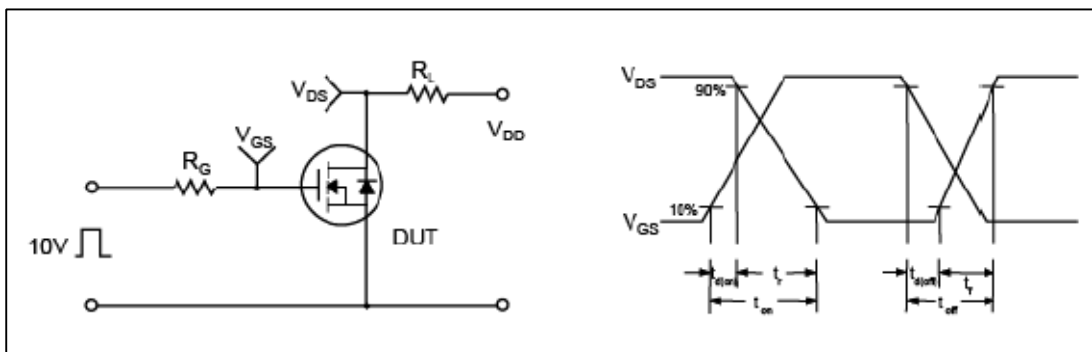 V_DS
R_L
V_DD
V_GS
R_G
10V
DUT
V_DS
90%
10%
V_GS
t_d(on)
t_r
t_d(off)
t_f
t_on
t_off